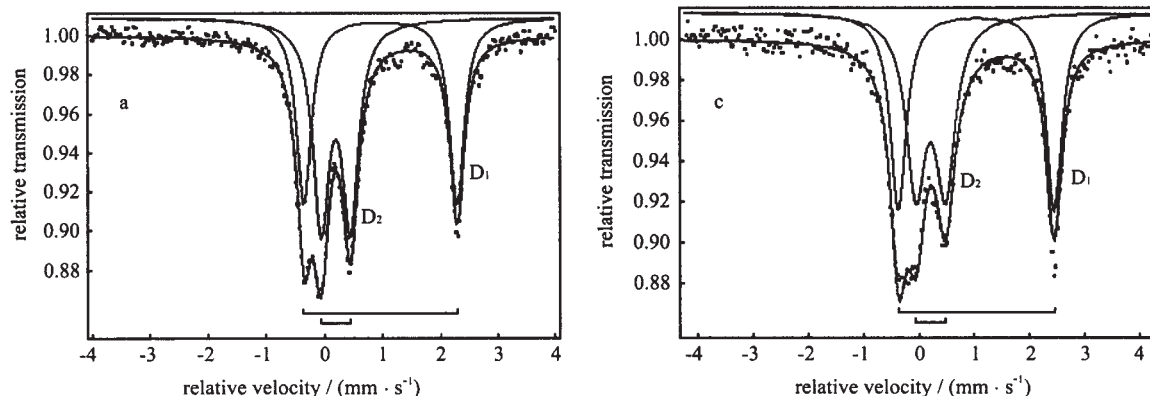 1.00
0.98
0.96
0.94
0.92
0.90
0.88
relative transmission
a
D₂
D₁
-4 -3 -2 -1 0 1 2 3 4
relative velocity / (mm · s⁻¹)
1.00
0.98
0.96
0.94
0.92
0.90
0.88
relative transmission
c
D₂
D₁
-4 -3 -2 -1 0 1 2 3 4
relative velocity / (mm · s⁻¹)